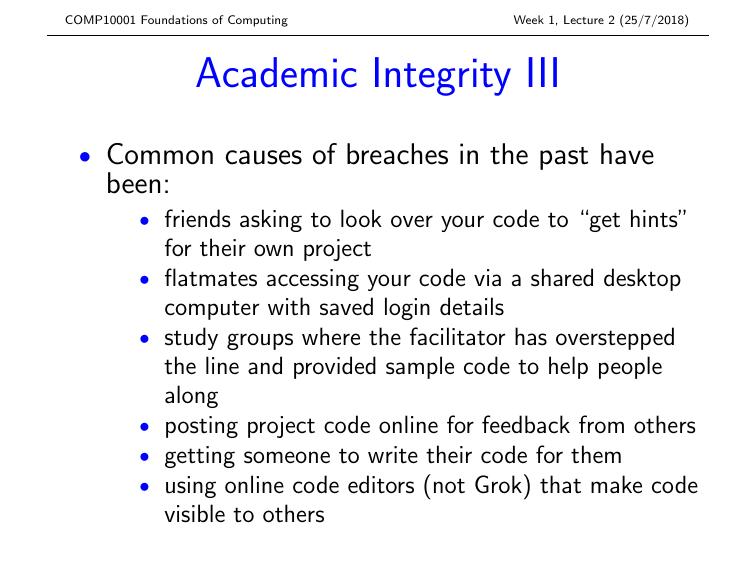 COMP10001 Foundations of Computing
Week 1, Lecture 2 (25/7/2018)
Academic Integrity III
• Common causes of breaches in the past have
been:
• friends asking to look over your code to “get hints”
for their own project
• flatmates accessing your code via a shared desktop
computer with saved login details
• study groups where the facilitator has overstepped
the line and provided sample code to help people
along
• posting project code online for feedback from others
• getting someone to write their code for them
• using online code editors (not Grok) that make code
visible to others